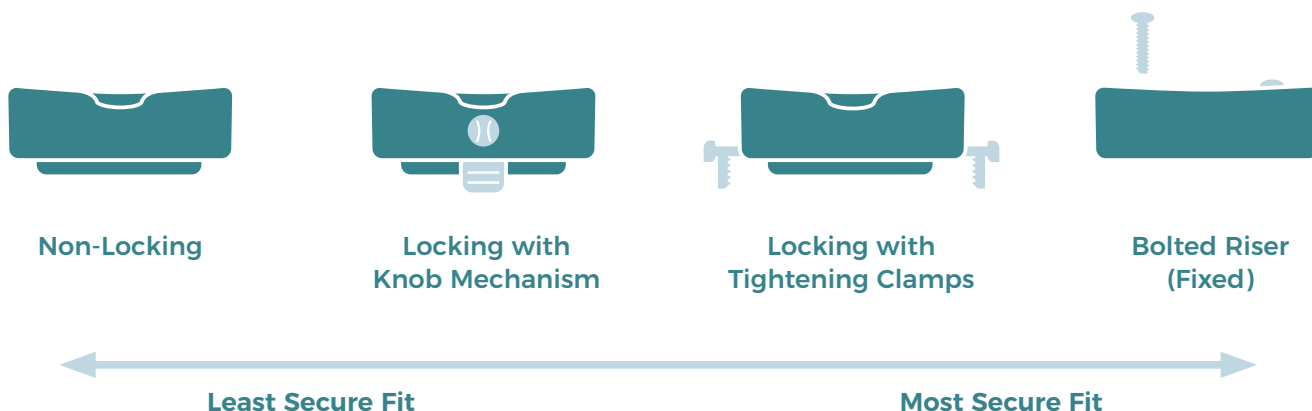 Non-Locking
Locking with
Knob Mechanism
Locking with
Tightening Clamps
Bolted Riser
(Fixed)
Least Secure Fit
Most Secure Fit